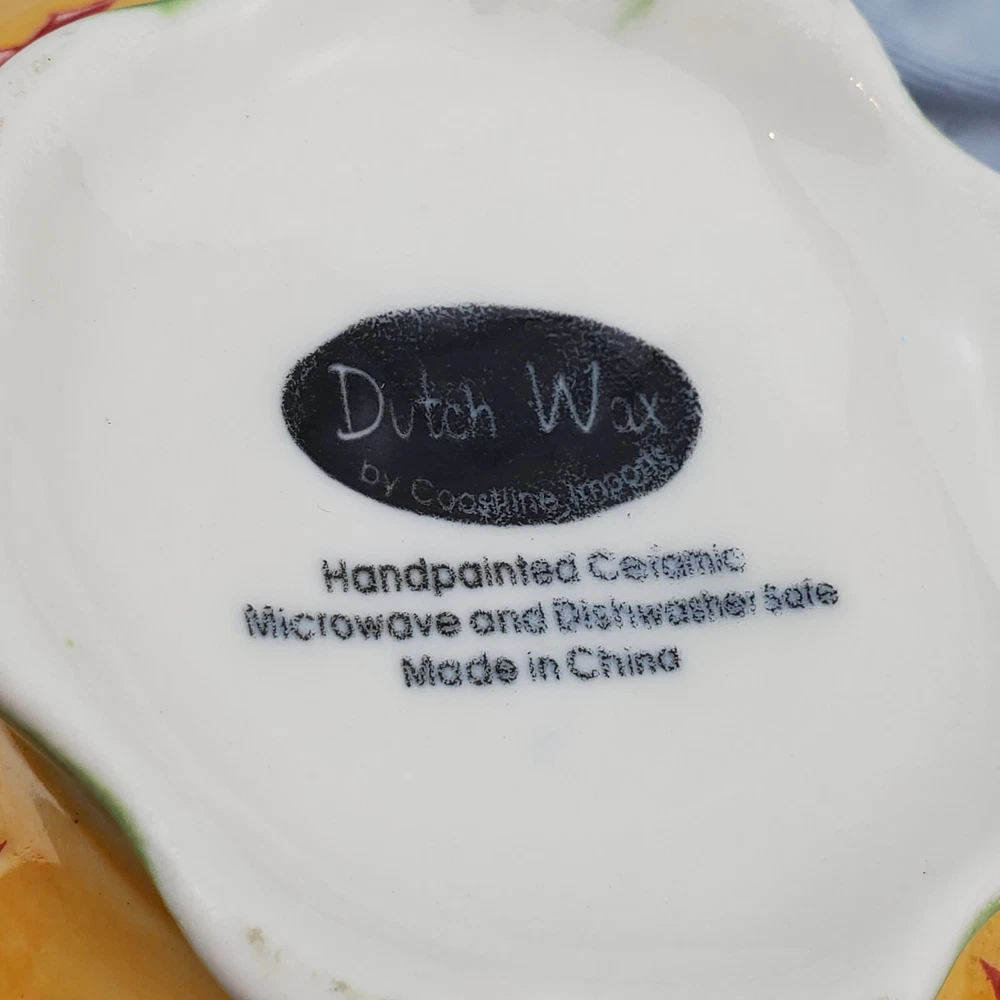 Dutch Wax
by Coastline Imports
Handpainted Ceramic
Microwave and Dishwasher Safe
Made in China